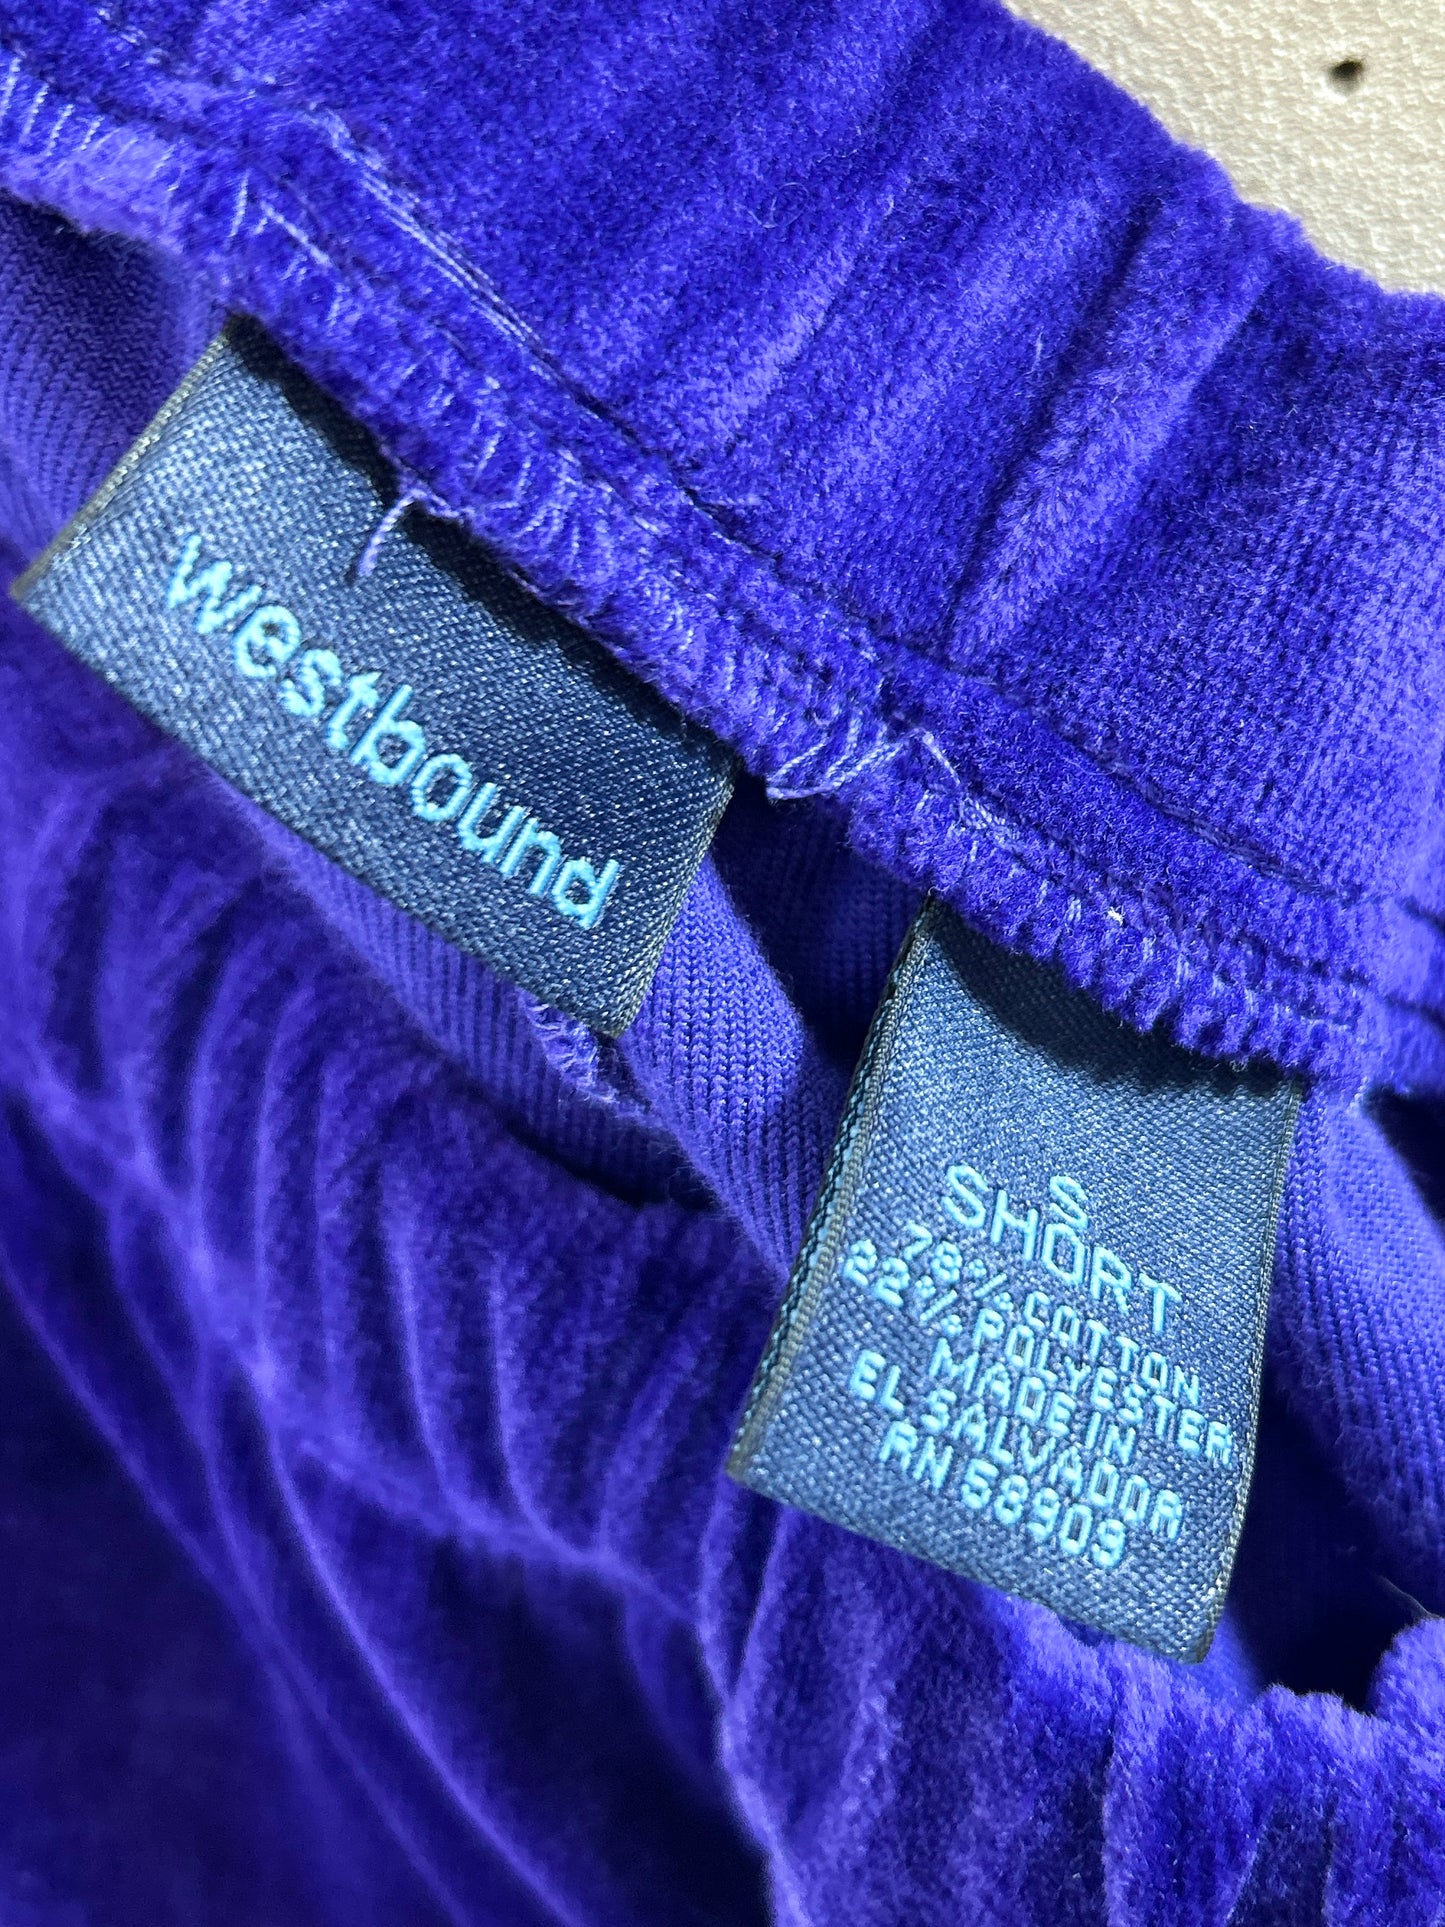 westbound
S
SHORT
78% COTTON
22% POLYESTER
MADE IN
EL SALVADOR
RN 58909